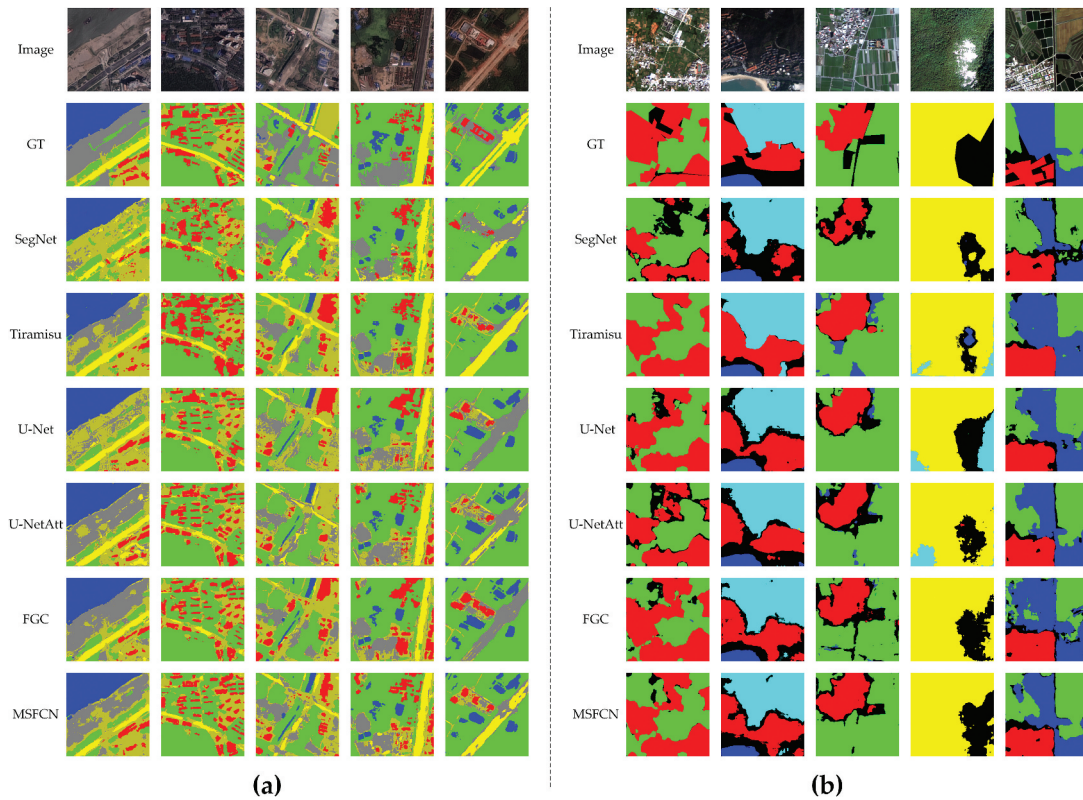 Image
GT
SegNet
Tiramisu
U-Net
U-NetAtt
FGC
MSFCN
(a)
Image
GT
SegNet
Tiramisu
U-Net
U-NetAtt
FGC
MSFCN
(b)